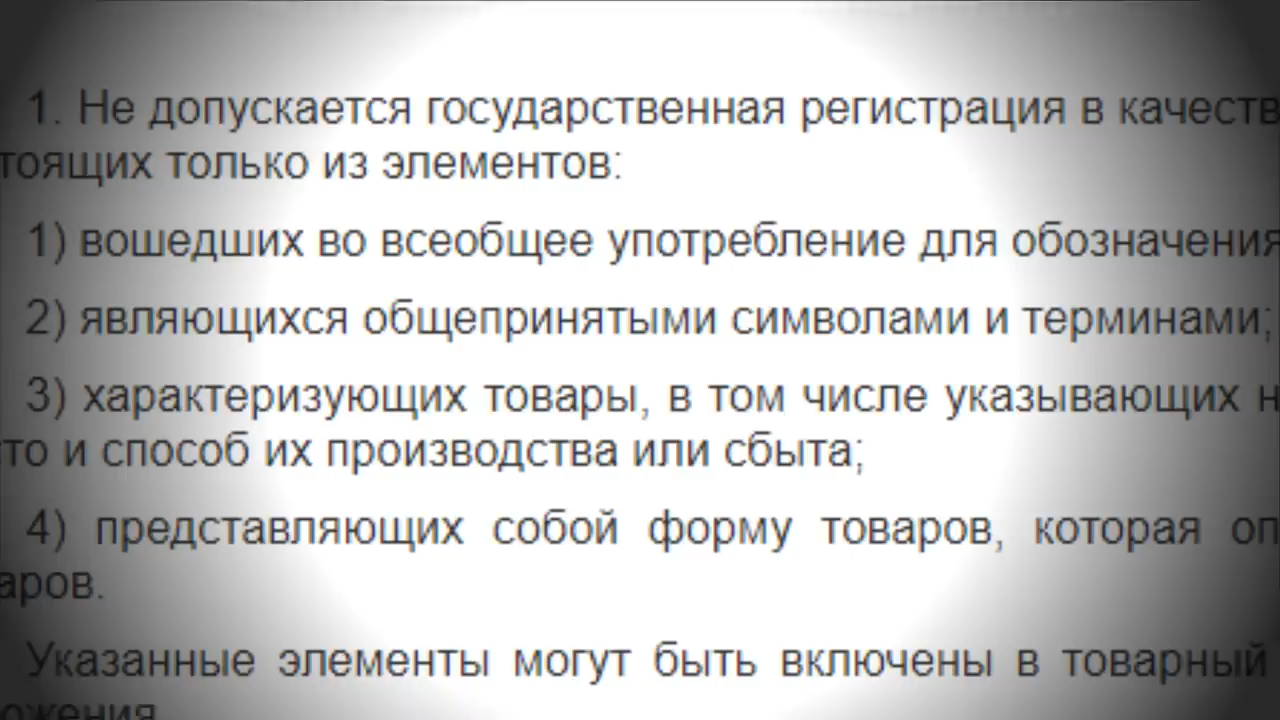 1. Не допускается государственная регистрация в качеств
тоящих только из элементов:
1) вошедших во всеобщее употребление для обозначения
2) являющихся общепринятыми символами и терминами;
3) характеризующих товары, в том числе указывающих н
сто и способ их производства или сбыта;
4) представляющих собой форму товаров, которая оп
аров.
Указанные элементы могут быть включены в товарный
ожения